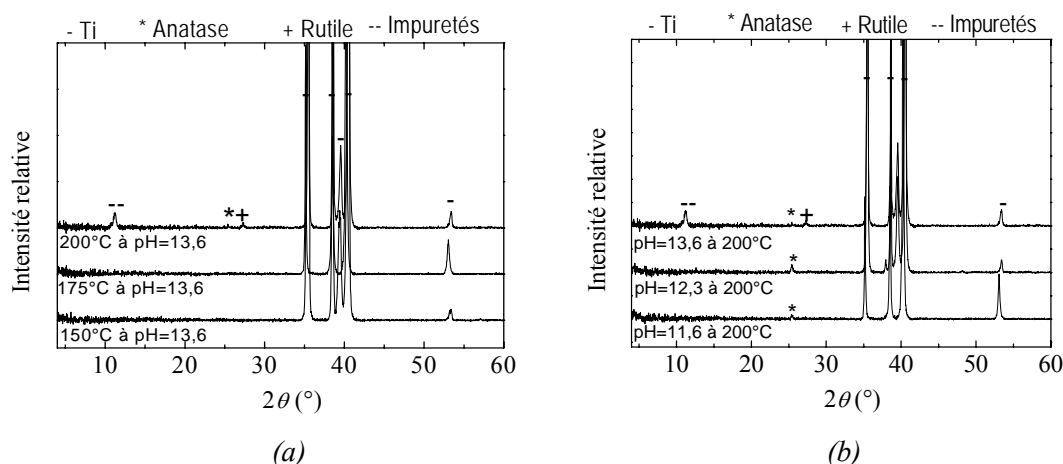 - Ti * Anatase + Rutile -- Impuretés
Intensité relative
-- * + - - - - - -
200°C à pH=13,6
175°C à pH=13,6
150°C à pH=13,6
10 20 30 40 50 60
2θ (°)
(a)
- Ti * Anatase + Rutile -- Impuretés
Intensité relative
-- * + - - - -
pH=13,6 à 200°C
*
pH=12,3 à 200°C
*
pH=11,6 à 200°C
10 20 30 40 50 60
2θ (°)
(b)